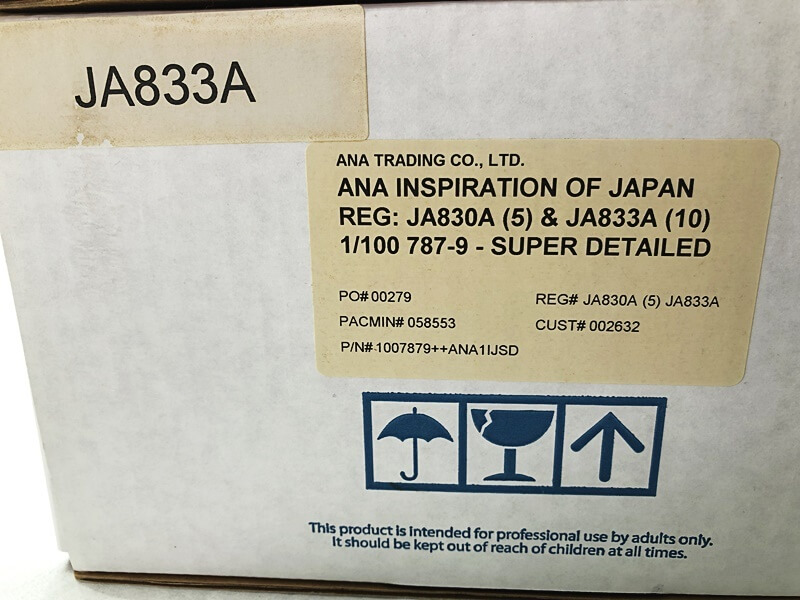 JA833A
ANA TRADING CO., LTD.
ANA INSPIRATION OF JAPAN
REG: JA830A (5) & JA833A (10)
1/100 787-9 - SUPER DETAILED
PO# 00279
REG# JA830A (5) JA833A
PACMIN# 058553
CUST# 002632
P/N# 1007879++ANA1IJSD
This product is intended for professional use by adults only.
It should be kept out of reach of children at all times.